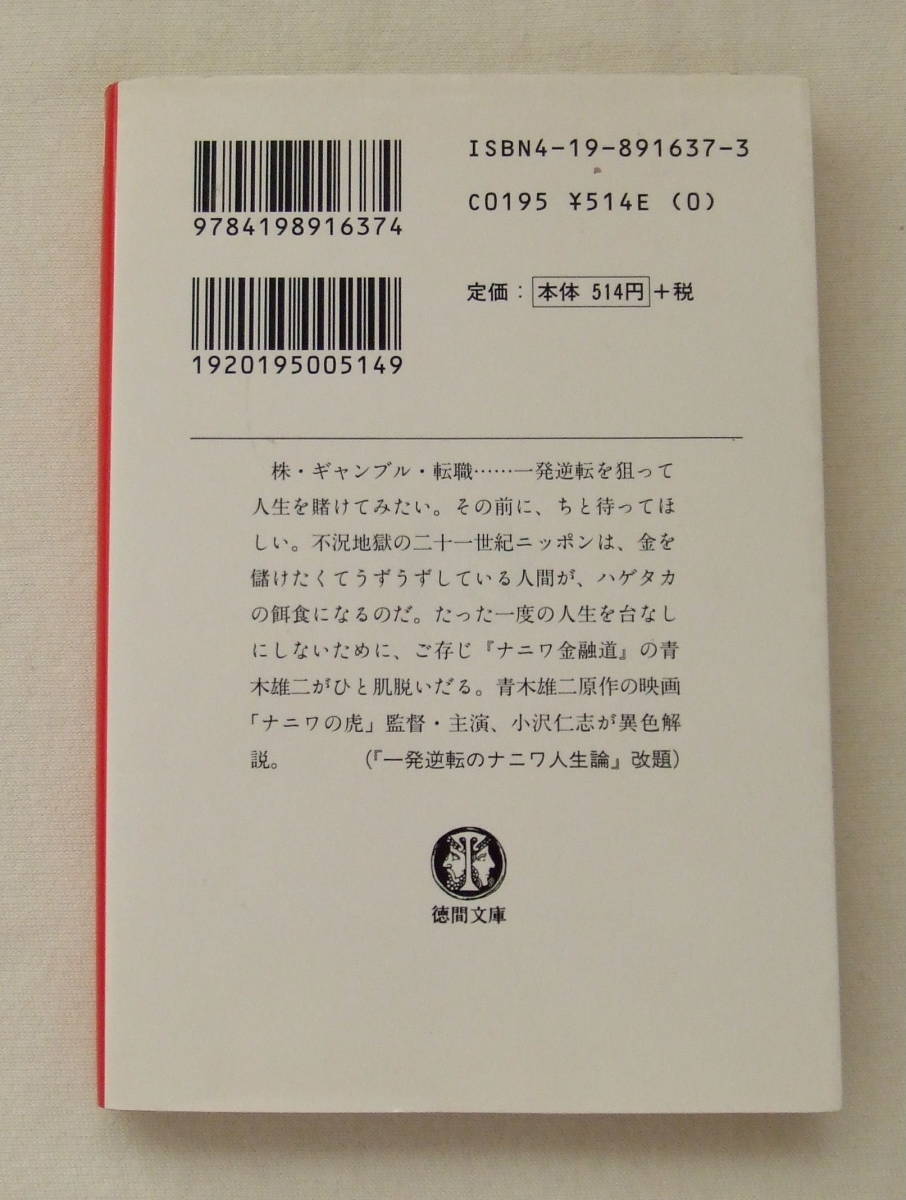 ISBN4-19-891637-3
C0195 ¥514E (0)
9784198916374
定価：本体 514円+税
1920195005149
株・ギャンブル・転職……一発逆転を狙って
人生を賭けてみたい。その前に、ちと待ってほ
しい。不況地獄の二十一世紀ニッポンは、金を
儲けたくてうずうずしている人間が、ハゲタカ
の餌食になるのだ。たった一度の人生を台なし
にしないために、ご存じ『ナニワ金融道』の青
木雄二がひと肌脱いだる。青木雄二原作の映画
「ナニワの虎」監督・主演、小沢仁志が異色解
説。 (『一発逆転のナニワ人生論』改題)
徳間文庫